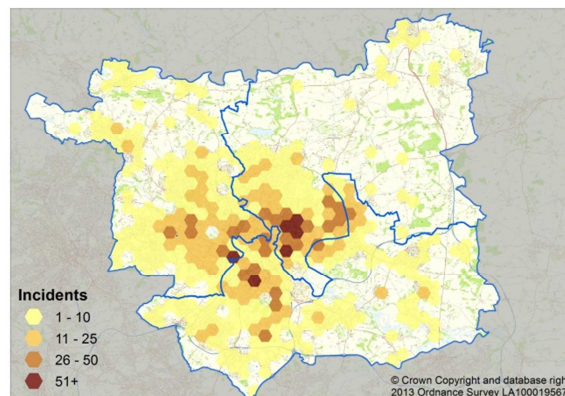 Incidents
1 - 10
11 - 25
26 - 50
51+
© Crown Copyright and database righ
2013 Ordnance Survey LA100019567